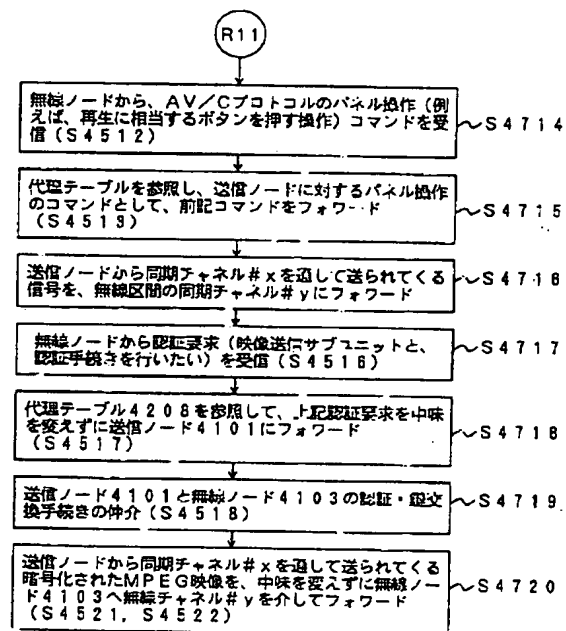 R11
無線ノードから、AV/Cプロトコルのパネル操作(例
えば、再生に相当するボタンを押す操作)コマンドを受
信(S4512)
~S4714
代理テーブルを参照し、送信ノードに対するパネル操作
のコマンドとして、前記コマンドをフォワード
(S4513)
~S4715
送信ノードから同期チャネル#xを通して送られてくる
信号を、無線区間の同期チャネル#yにフォワード
~S4716
無線ノードから認証要求(映像送信サブユニットと、
認証手続きを行いたい)を受信(S4516)
~S4717
代理テーブル4208を参照して、上記認証要求を中味
を変えずに送信ノード4101にフォワード
(S4517)
~S4718
送信ノード4101と無線ノード4103の認証・鍵交
換手続きの仲介(S4518)
~S4719
送信ノードから同期チャネル#xを通して送られてくる
暗号化されたMPEG映像を、中味を変えずに無線ノー
ド4103へ無線チャネル#yを介してフォワード
(S4521,S4522)
~S4720